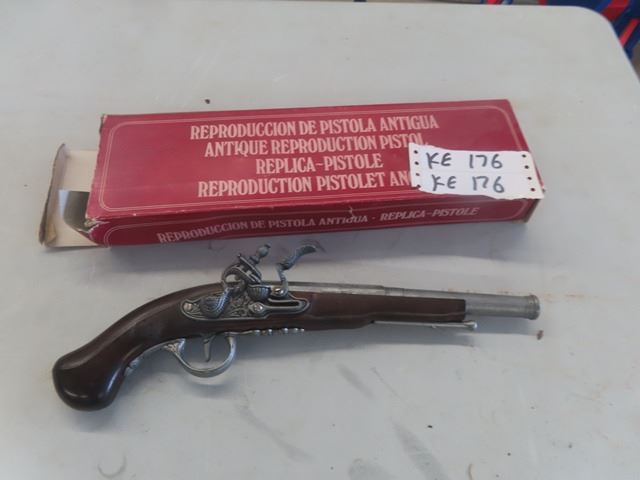 REPRODUCCION DE PISTOLA ANTIGUA
ANTIQUE REPRODUCTION PISTOL
REPLICA-PISTOLE
REPRODUCTION PISTOLET
KE 176
KE 176
REPRODUCCION DE PISTOLA ANTIGUA · REPLICA-PISTOLE